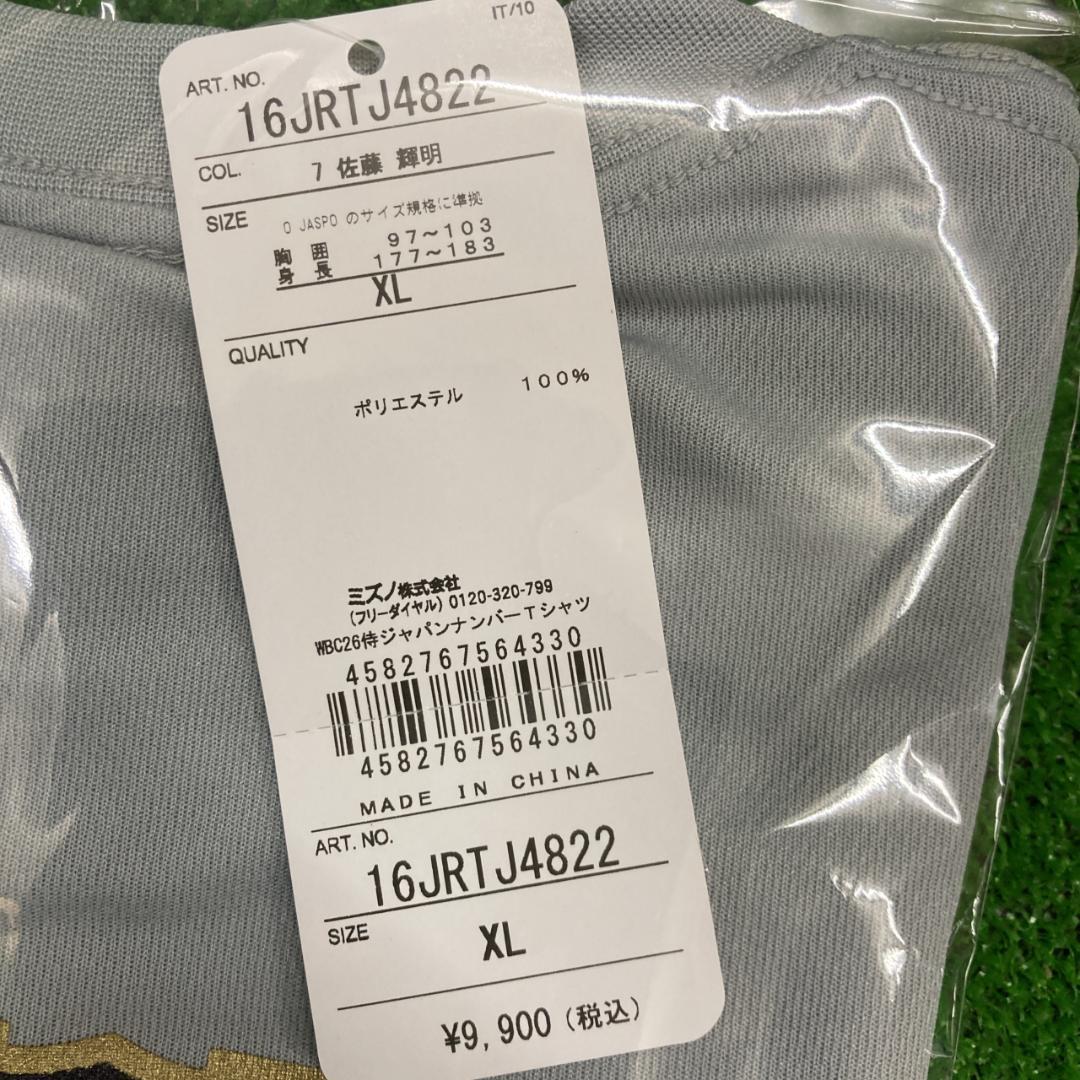 IT/10
ART. NO.
16JRTJ4822
COL. 7 佐藤 輝明
SIZE 0 JASPO のサイズ規格に準拠
胸 囲 97～103
身 長 177～183
XL
QUALITY
ポリエステル 100%
ミズノ株式会社
(フリーダイヤル) 0120-320-799
WBC26侍ジャパンナンバーTシャツ
4582767564330
4582767564330
MADE IN CHINA
ART. NO.
16JRTJ4822
SIZE
XL
¥9,900 (税込)